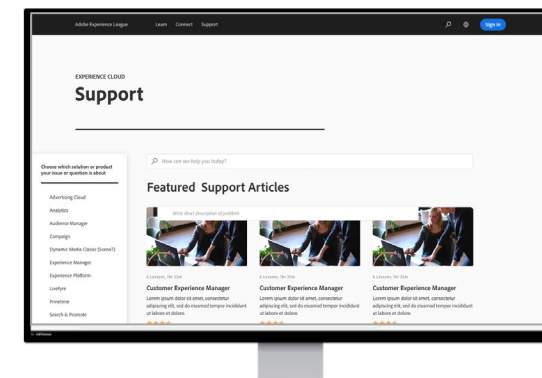 Adobe Experience League
Learn
Connect
Support
Sign In
EXPERIENCE CLOUD
Support
Choose which solution or product
your issue or question is about
Advertising Cloud
Analytics
Audience Manager
Campaign
Dynamic Media Classic (Scene7)
Experience Manager
Experience Platform
Livefyre
Primetime
Search & Promote
How can we help you today?
Featured Support Articles
Write short description of problem
6 Lessons, 1hr 35m
Customer Experience Manager
Lorem ipsum dolor sit amet, consectetur
adipiscing elit, sed do eiusmod tempor incididunt
ut labore et dolore.
6 Lessons, 1hr 35m
Customer Experience Manager
Lorem ipsum dolor sit amet, consectetur
adipiscing elit, sed do eiusmod tempor incididunt
ut labore et dolore.
6 Lessons, 1hr 35m
Customer Experience Manager
Lorem ipsum dolor sit amet, consectetur
adipiscing elit, sed do eiusmod tempor incididunt
ut labore et dolore.